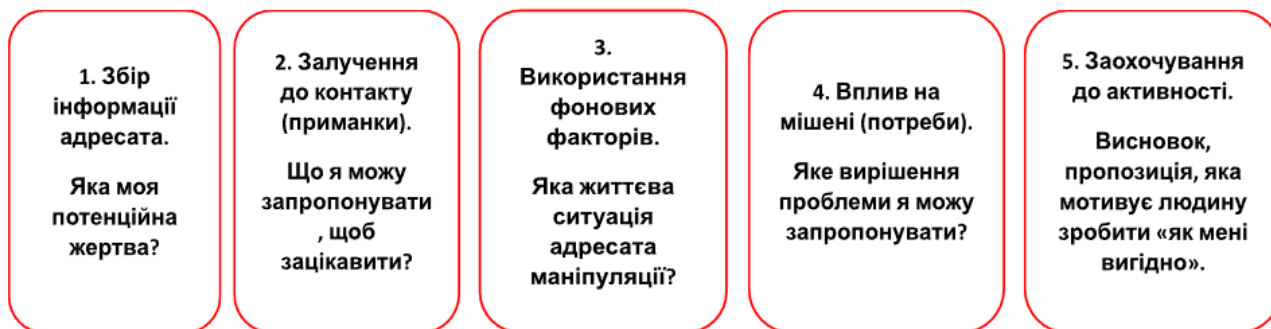 1. Збір
інформації
адресата.
Яка моя
потенційна
жертва?
2. Залучення
до контакту
(приманки).
Що я можу
запропонувати
, щоб
зацікавити?
3.
Використання
фонових
факторів.
Яка життєва
ситуація
адресата
маніпуляції?
4. Вплив на
мішені (потреби).
Яке вирішення
проблеми я можу
запропонувати?
5. Заохочування
до активності.
Висновок,
пропозиція, яка
мотивує людину
зробити «як мені
вигідно».